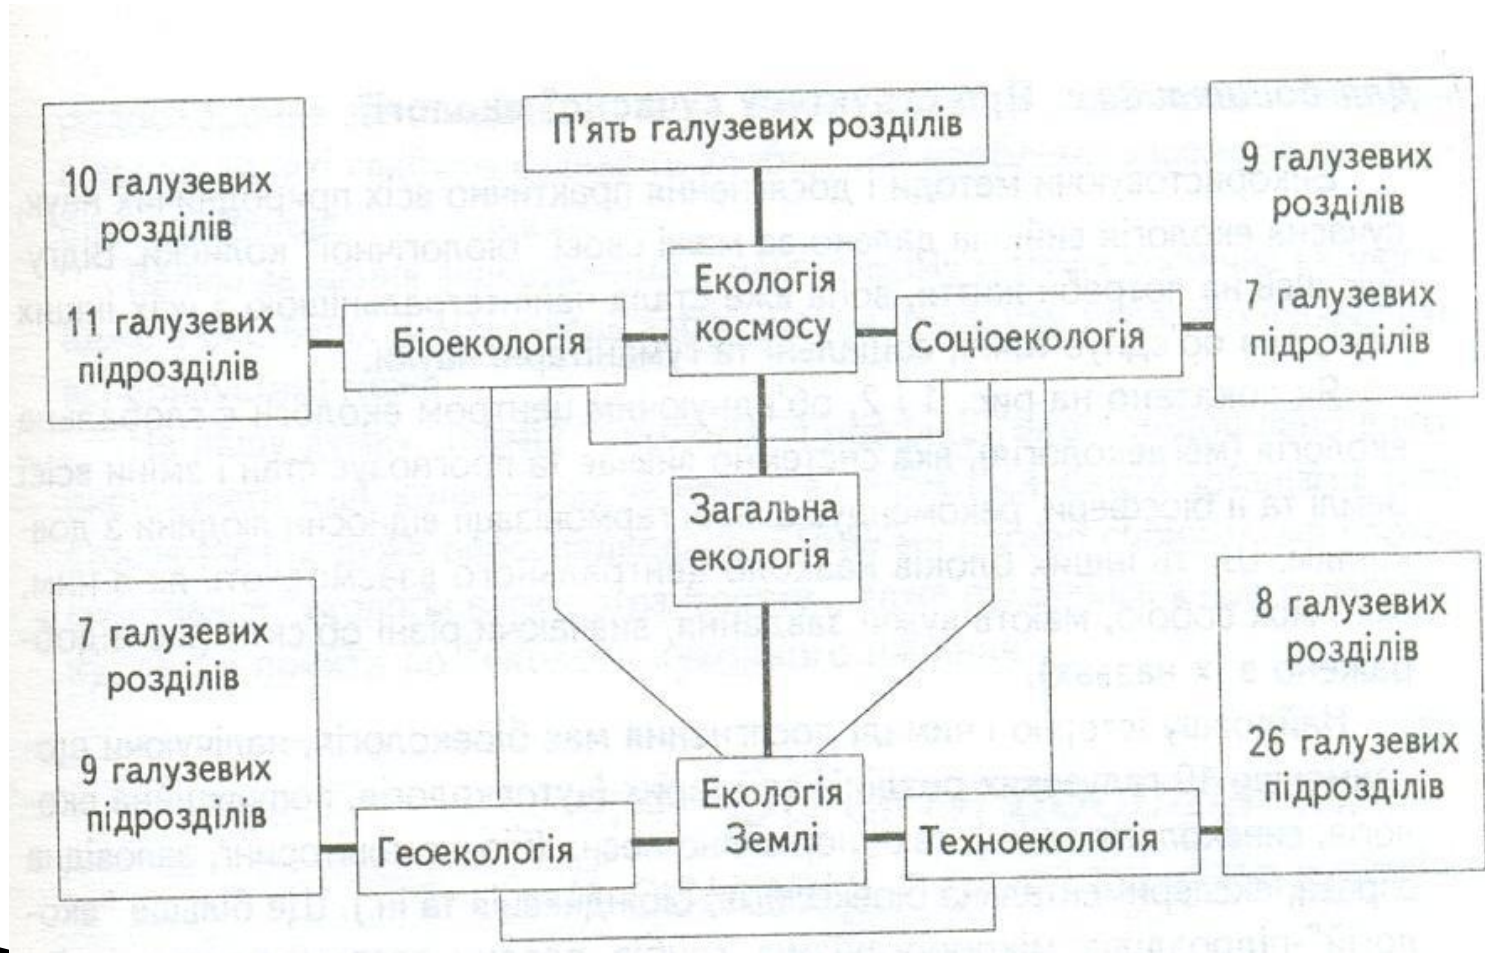 П'ять галузевих розділів
10 галузевих
розділів
11 галузевих
підрозділів
Біоекологія
Екологія
космосу
Соціоекологія
9 галузевих
розділів
7 галузевих
підрозділів
Загальна
екологія
7 галузевих
розділів
9 галузевих
підрозділів
Геоекологія
Екологія
Землі
Техноекологія
8 галузевих
розділів
26 галузевих
підрозділів